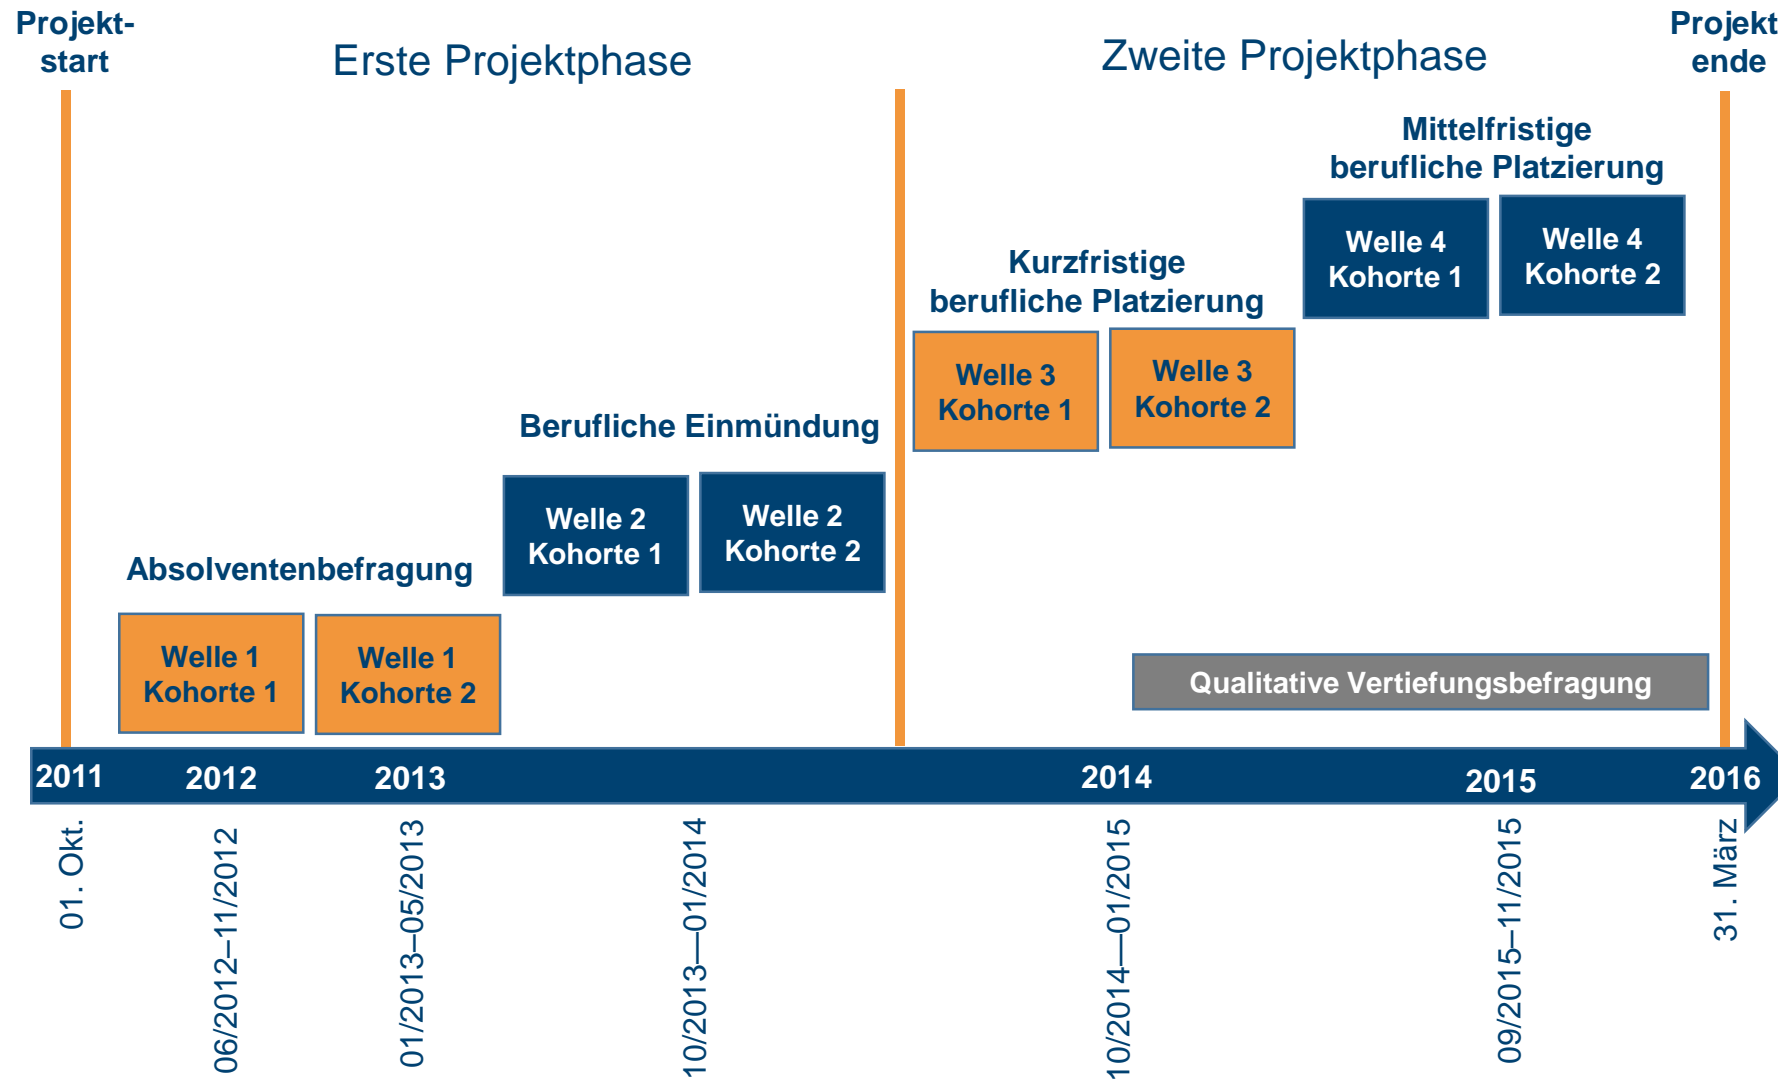 Projekt-
start
Erste Projektphase
Zweite Projektphase
Projekt
ende
Mittelfristige
berufliche Platzierung
Welle 4
Kohorte 1
Welle 4
Kohorte 2
Kurzfristige
berufliche Platzierung
Welle 3
Kohorte 1
Welle 3
Kohorte 2
Berufliche Einmündung
Welle 2
Kohorte 1
Welle 2
Kohorte 2
Absolventenbefragung
Welle 1
Kohorte 1
Welle 1
Kohorte 2
Qualitative Vertiefungsbefragung
2011
2012
2013
2014
2015
2016
01. Okt.
06/2012–11/2012
01/2013–05/2013
10/2013—01/2014
10/2014—01/2015
09/2015–11/2015
31. März